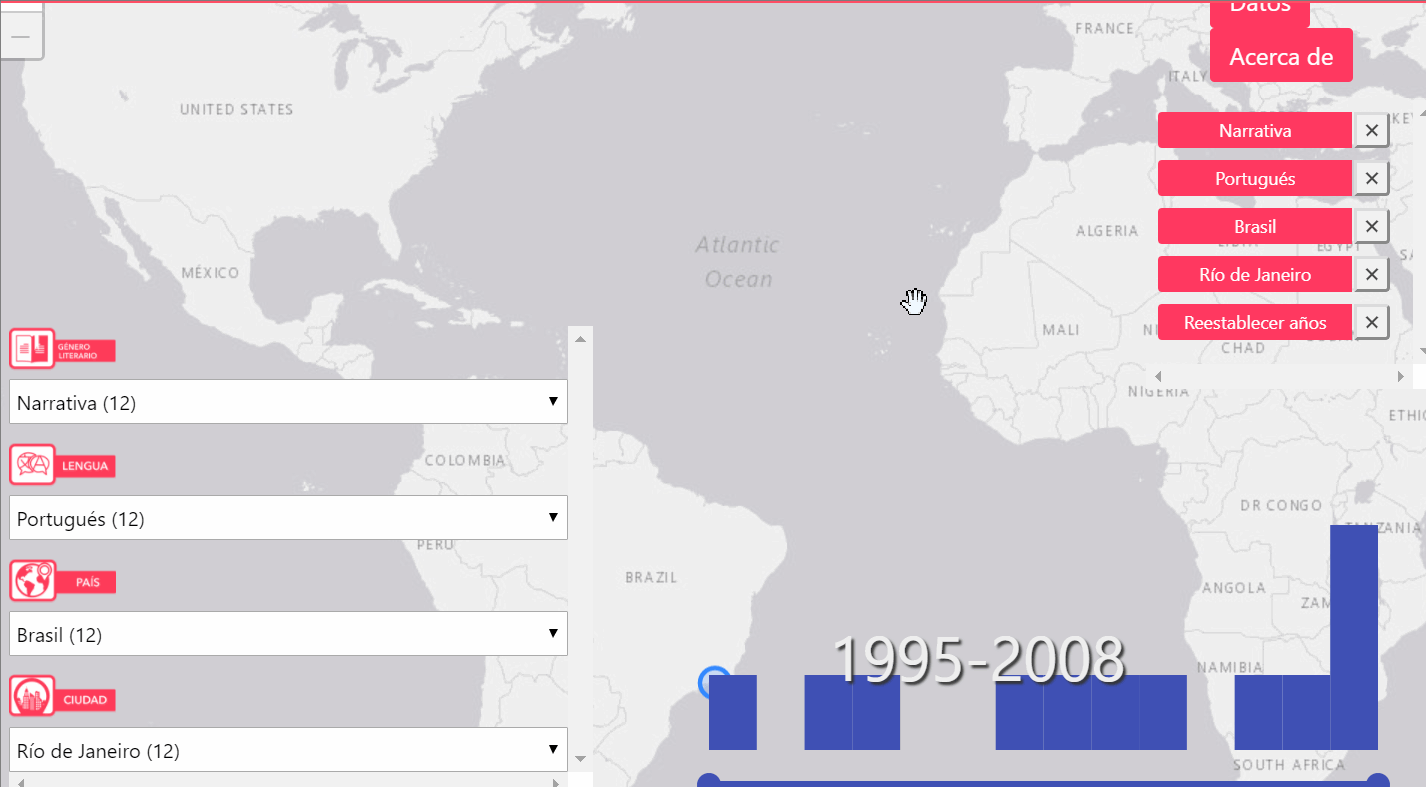 Datos
FRANCE
Acerca de
ITALY
UNITED STATES
Narrativa ×
Portugués ×
Atlantic
Ocean
ALGERIA
Brasil ×
EGYPT
MÉXICO
Río de Janeiro ×
MALI
Reestablecer años ×
CHAD
GÉNERO
LITERARIO
NIGERIA
Narrativa (12)
ETHI
COLOMBIA
LENGUA
DR CONGO
Portugués (12)
TANZANIA
PERU
PAÍS
BRAZIL
ANGOLA
ZAM
Brasil (12)
1995-2008
NAMIBIA
CIUDAD
Río de Janeiro (12)
SOUTH AFRICA